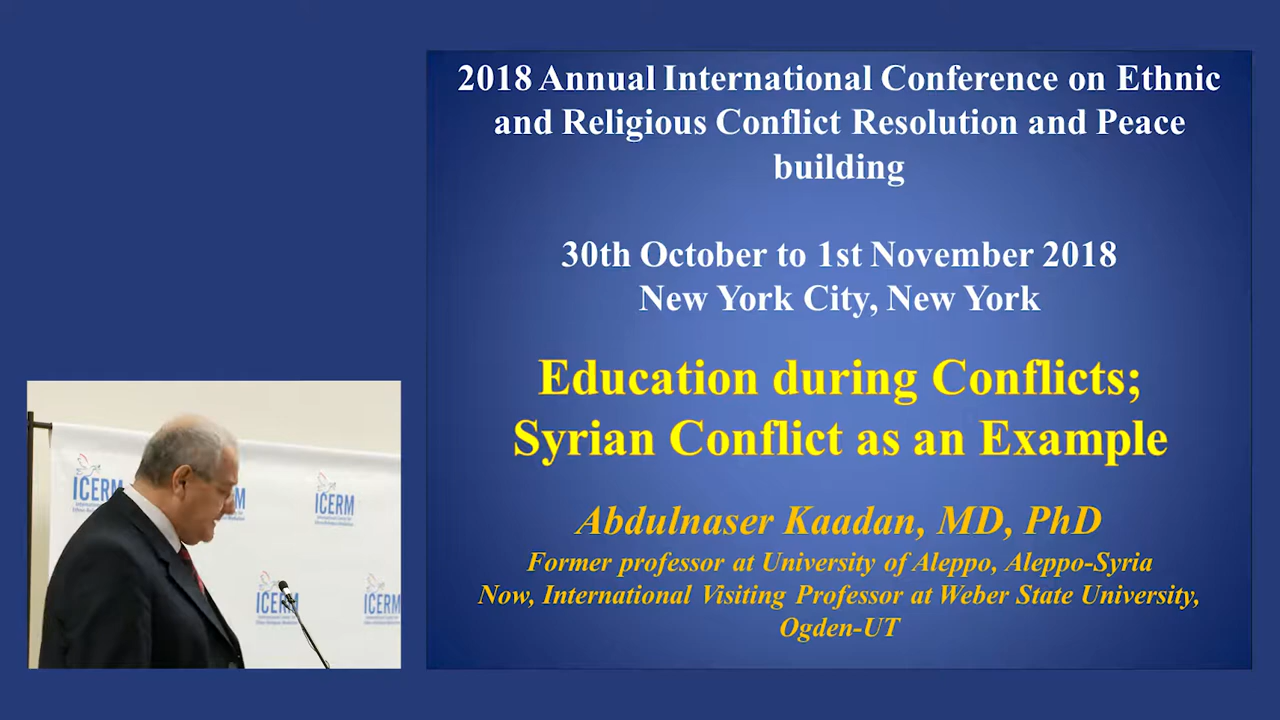 2018 Annual International Conference on Ethnic
and Religious Conflict Resolution and Peace
building
30th October to 1st November 2018
New York City, New York
Education during Conflicts;
Syrian Conflict as an Example
Abdulnaser Kaadan, MD, PhD
Former professor at University of Aleppo, Aleppo-Syria
Now, International Visiting Professor at Weber State University,
Ogden-UT
ICERM
ICERM
ICERM
ICERM